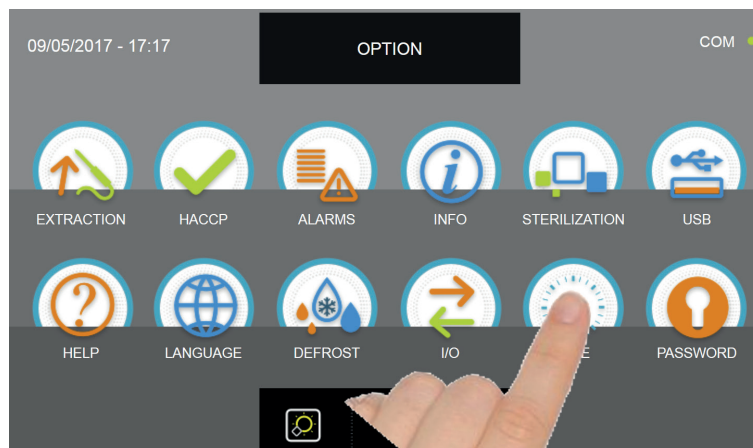 09/05/2017 - 17:17
OPTION
COM
EXTRACTION
HACCP
ALARMS
INFO
STERILIZATION
USB
HELP
LANGUAGE
DEFROST
I/O
PASSWORD